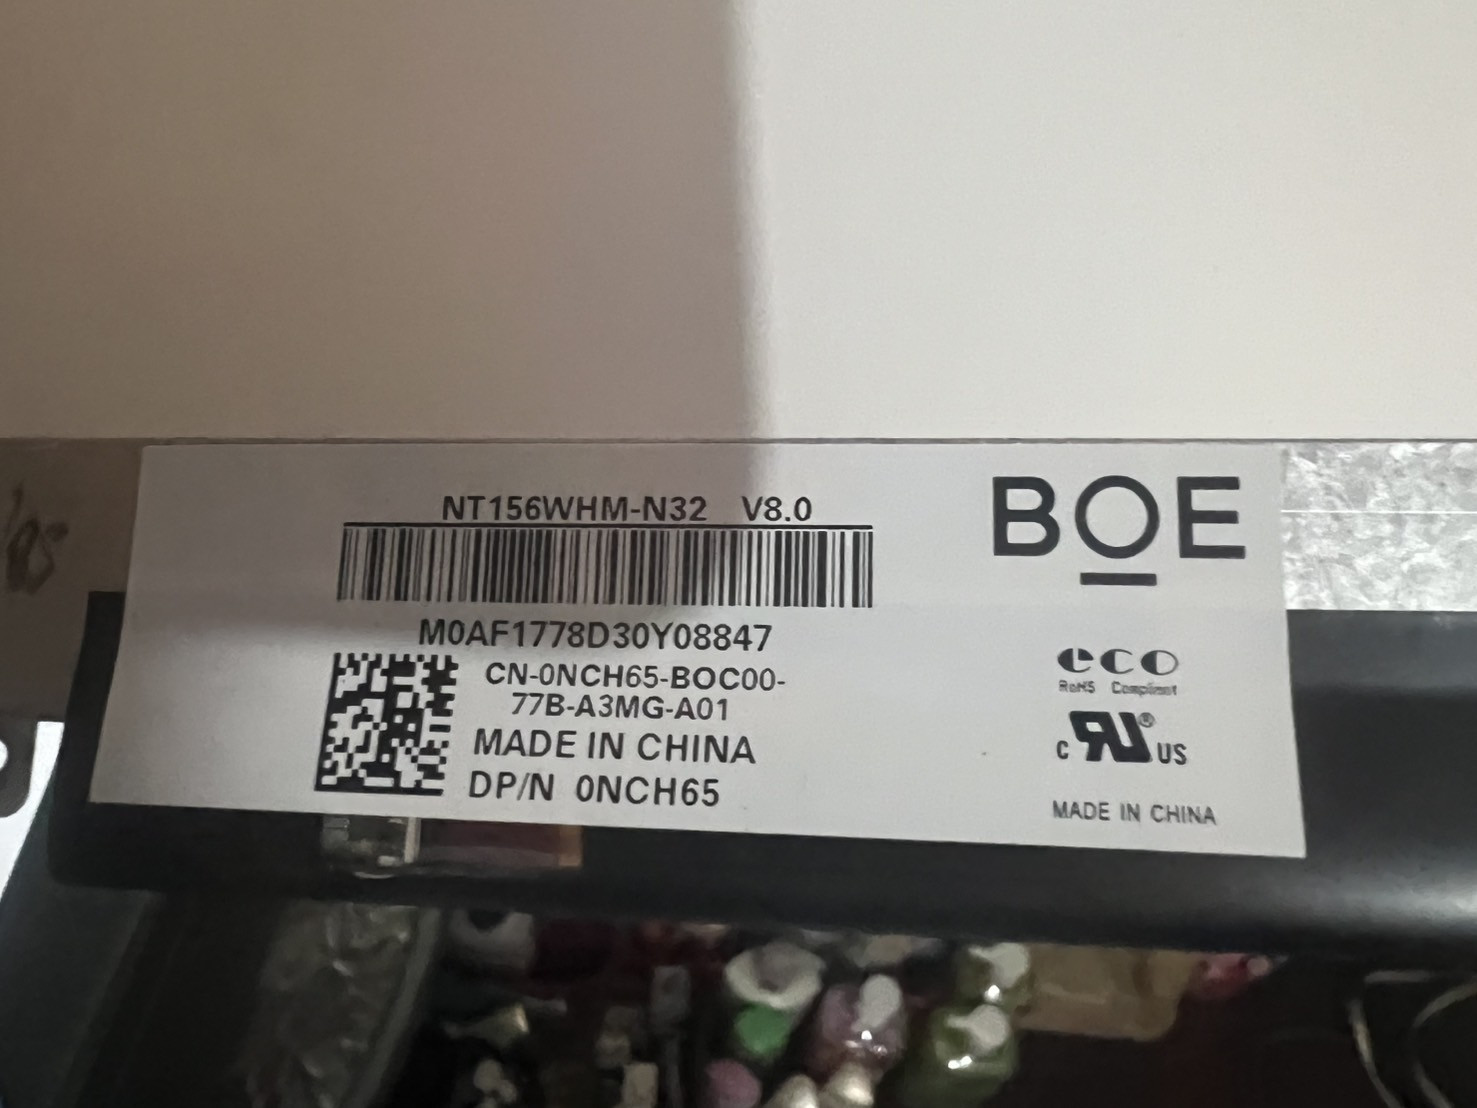 NT156WHM-N32 V8.0
BOE
M0AF1778D30Y08847
CN-0NCH65-BOC00-
77B-A3MG-A01
MADE IN CHINA
DP/N 0NCH65
eco
RoHS Compliant
c RU® US
MADE IN CHINA